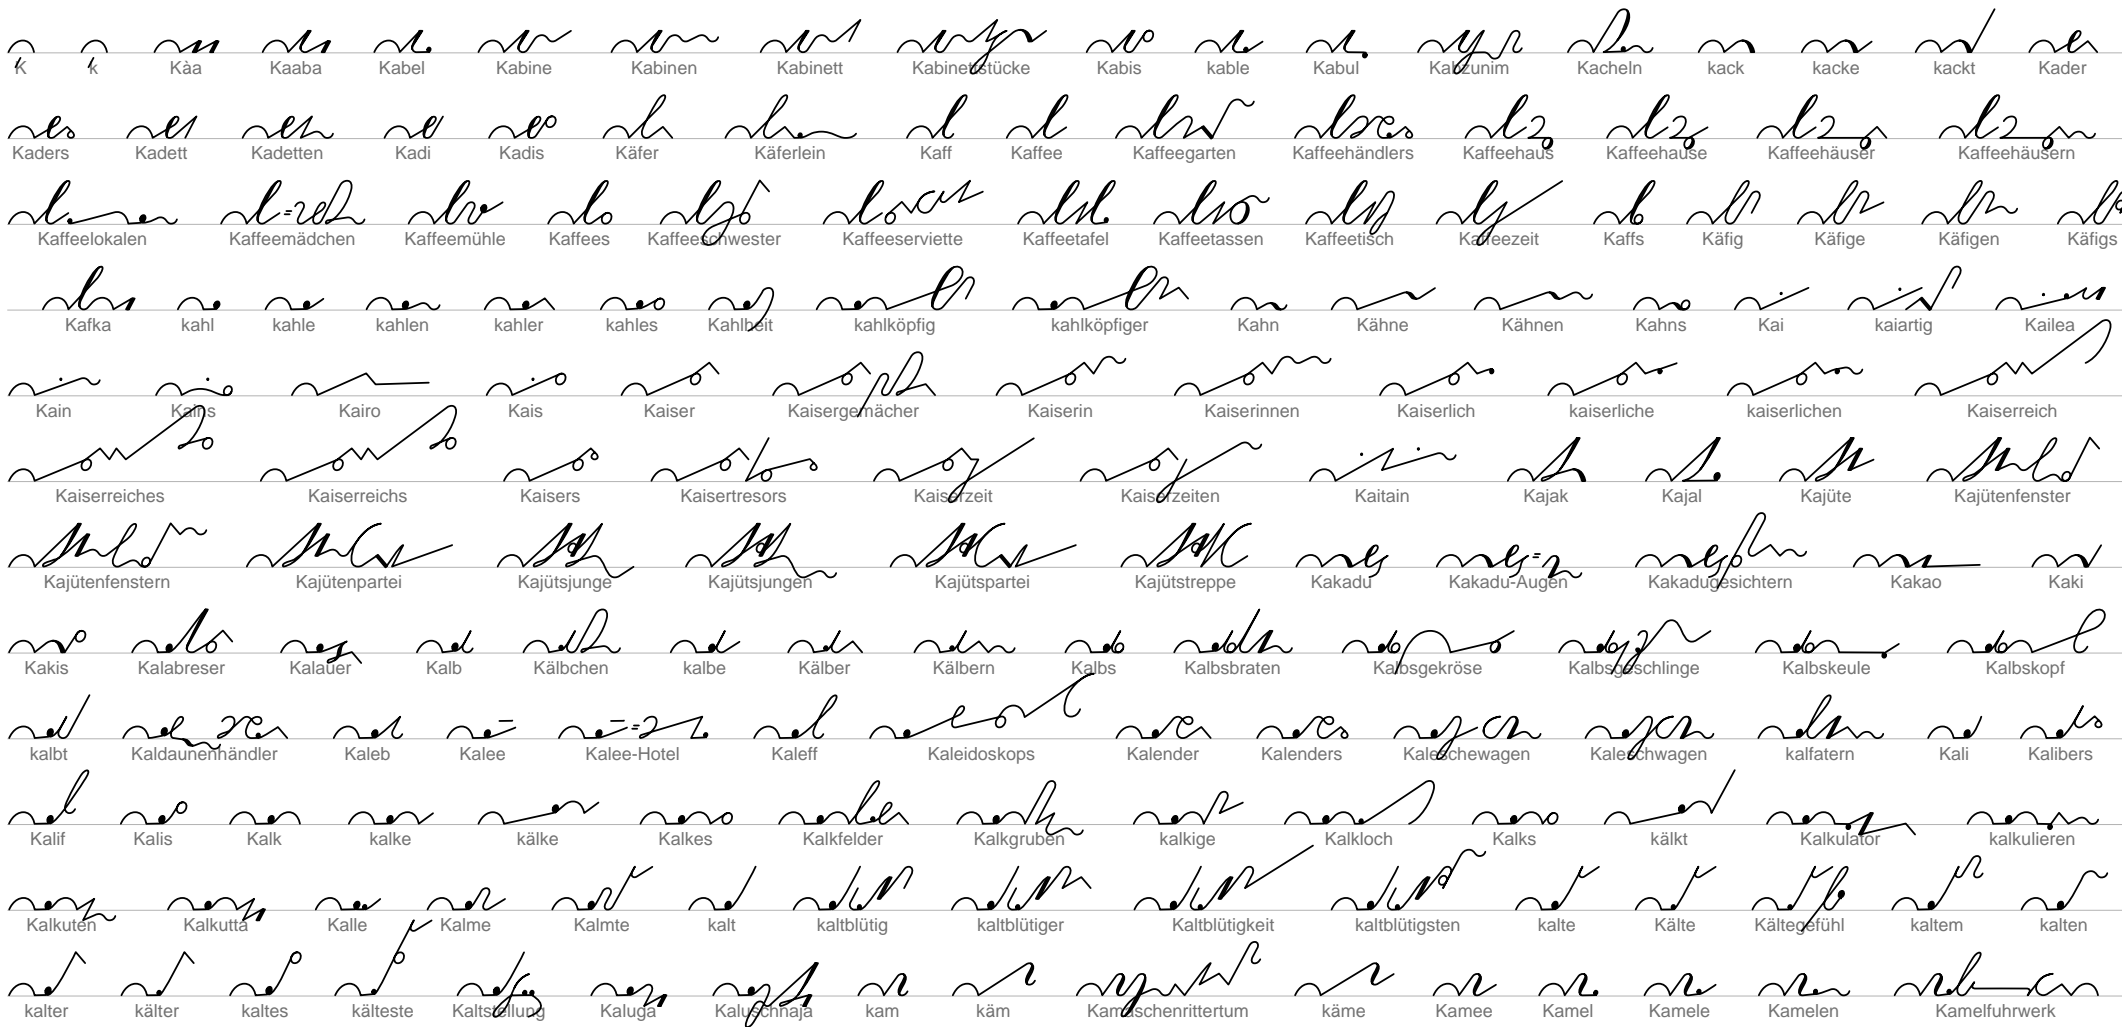 K k Kàa Kaaba Kabel Kabine Kabinen Kabinett Kabinettstücke Kabis kable Kabul Kabzunim Kacheln kack kacke kackt Kader
Kaders Kadett Kadetten Kadi Kadis Käfer Käferlein Kaff Kaffee Kaffeegarten Kaffeehändlers Kaffeehaus Kaffeehause Kaffeehäuser Kaffeehäusern
Kaffeelokalen Kaffeemädchen Kaffeemühle Kaffees Kaffeeschwester Kaffeeserviette Kaffeetafel Kaffeetassen Kaffeetisch Kaffeezeit Kaffs Käfig Käfige Käfigen Käfigs
Kafka kahl kahle kahlen kahler kahles Kahlheit kahlköpfig kahlköpfiger Kahn Kähne Kähnen Kahns Kai kaiartig Kailea
Kain Kains Kairo Kais Kaiser Kaisergemächer Kaiserin Kaiserinnen Kaiserlich kaiserliche kaiserlichen Kaiserreich
Kaiserreiches Kaiserreichs Kaisers Kaisertresors Kaiserzeit Kaiserzeiten Kaitain Kajak Kajal Kajüte Kajütenfenster
Kajütenfenstern Kajütenpartei Kajütsjunge Kajütsjungen Kajütspartei Kajütstreppe Kakadu Kakadu-Augen Kakadugesichtern Kakao Kaki
Kakis Kalabreser Kalauer Kalb Kälbchen kalbe Kälber Kälbern Kalbs Kalbsbraten Kalbsgekröse Kalbsgeschlinge Kalbskeule Kalbskopf
kalbt Kaldaunenhändler Kaleb Kalee Kalee-Hotel Kaleff Kaleidoskops Kalender Kalenders Kaleschewagen Kaleschwagen kalfatern Kali Kalibers
Kalif Kalis Kalk kalke kälke Kalkes Kalkfelder Kalkgruben kalkige Kalkloch Kalks kälkt Kalkulator kalkulieren
Kalkuten Kalkutta Kalle Kalme Kalmte kalt kaltblütig kaltblütiger Kaltblütigkeit kaltblütigsten kalte Kälte Kältegefühl kaltem kalten
kalter kälter kaltes kälteste Kaltstellung Kaluga Kaluschnaja kam käm Kamaschenrittertum käme Kamee Kamel Kamele Kamelen Kamelfuhrwerk